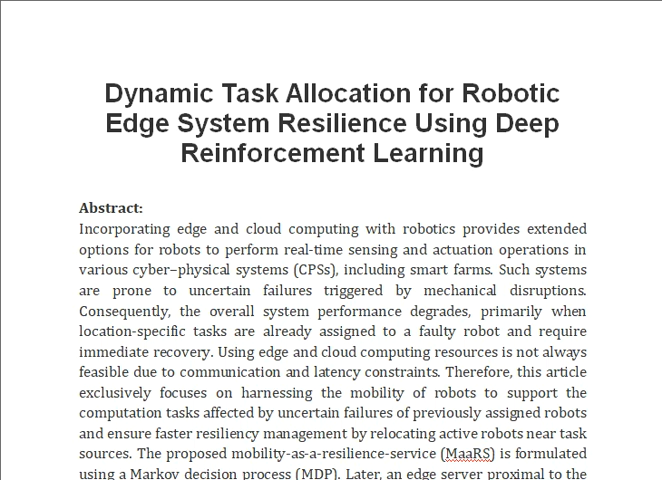 Dynamic Task Allocation for Robotic
Edge System Resilience Using Deep
Reinforcement Learning
Abstract:
Incorporating edge and cloud computing with robotics provides extended
options for robots to perform real-time sensing and actuation operations in
various cyber–physical systems (CPSs), including smart farms. Such systems
are prone to uncertain failures triggered by mechanical disruptions.
Consequently, the overall system performance degrades, primarily when
location-specific tasks are already assigned to a faulty robot and require
immediate recovery. Using edge and cloud computing resources is not always
feasible due to communication and latency constraints. Therefore, this article
exclusively focuses on harnessing the mobility of robots to support the
computation tasks affected by uncertain failures of previously assigned robots
and ensure faster resiliency management by relocating active robots near task
sources. The proposed mobility-as-a-resilience-service (MaaRS) is formulated
using a Markov decision process (MDP). Later, an edge server proximal to the